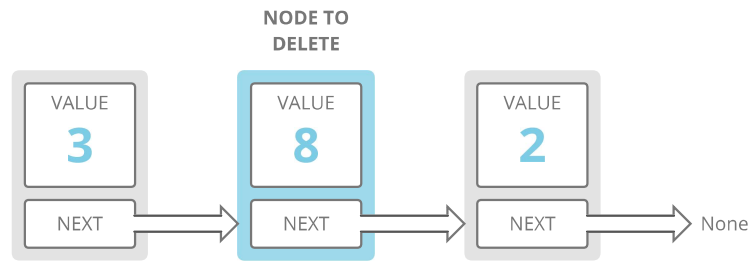 NODE TO
DELETE
VALUE
3
NEXT
VALUE
8
NEXT
VALUE
2
NEXT
None